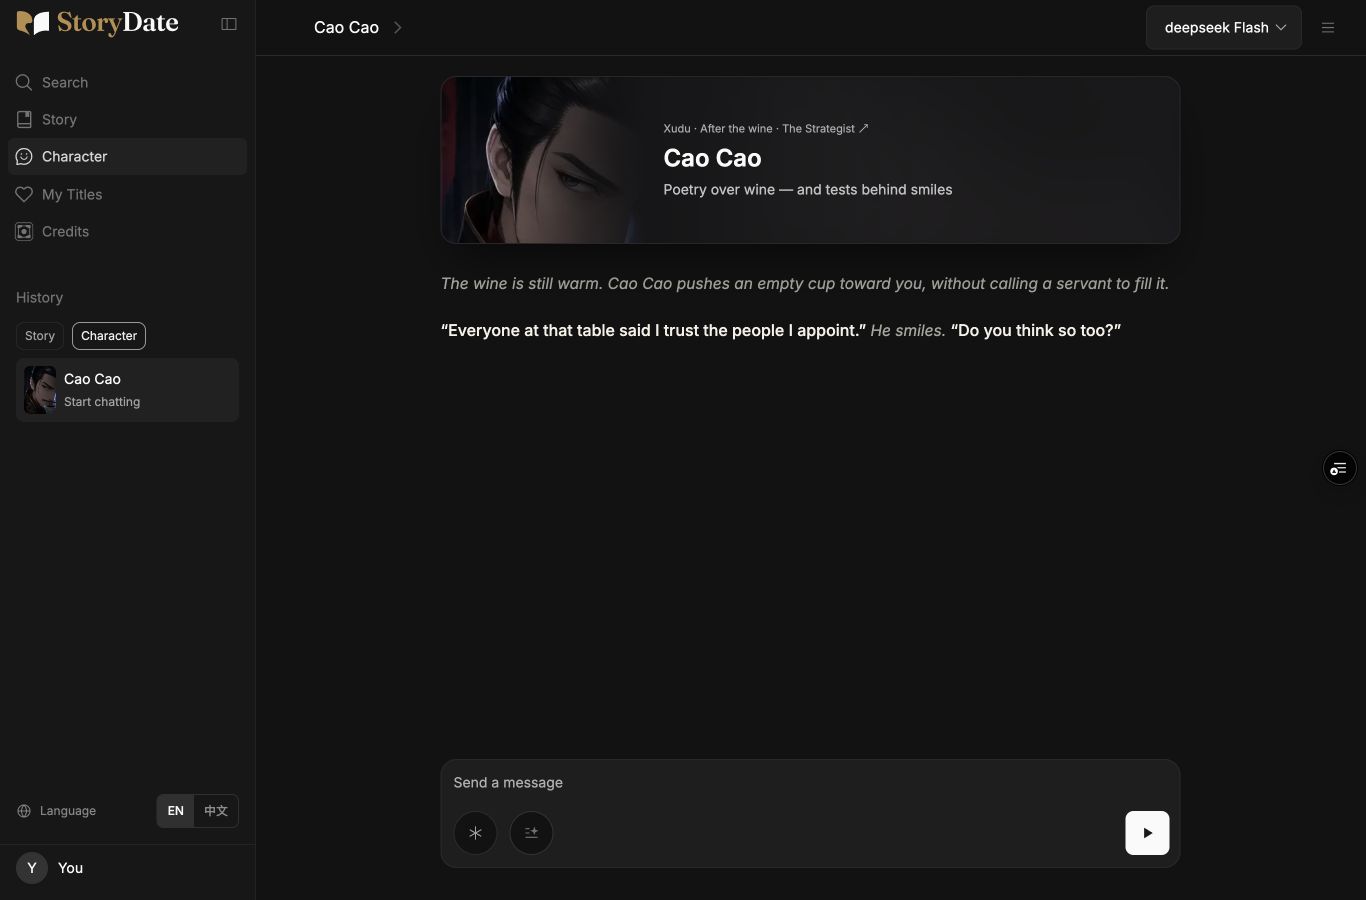 StoryDate
Search
Story
Character
My Titles
Credits
History
Story
Character
Cao Cao
Start chatting
Language
EN
中文
Y
You
Cao Cao
deepseek Flash
Xudu · After the wine · The Strategist ↗
Cao Cao
Poetry over wine — and tests behind smiles
The wine is still warm. Cao Cao pushes an empty cup toward you, without calling a servant to fill it.
“Everyone at that table said I trust the people I appoint.” He smiles. “Do you think so too?”
Send a message